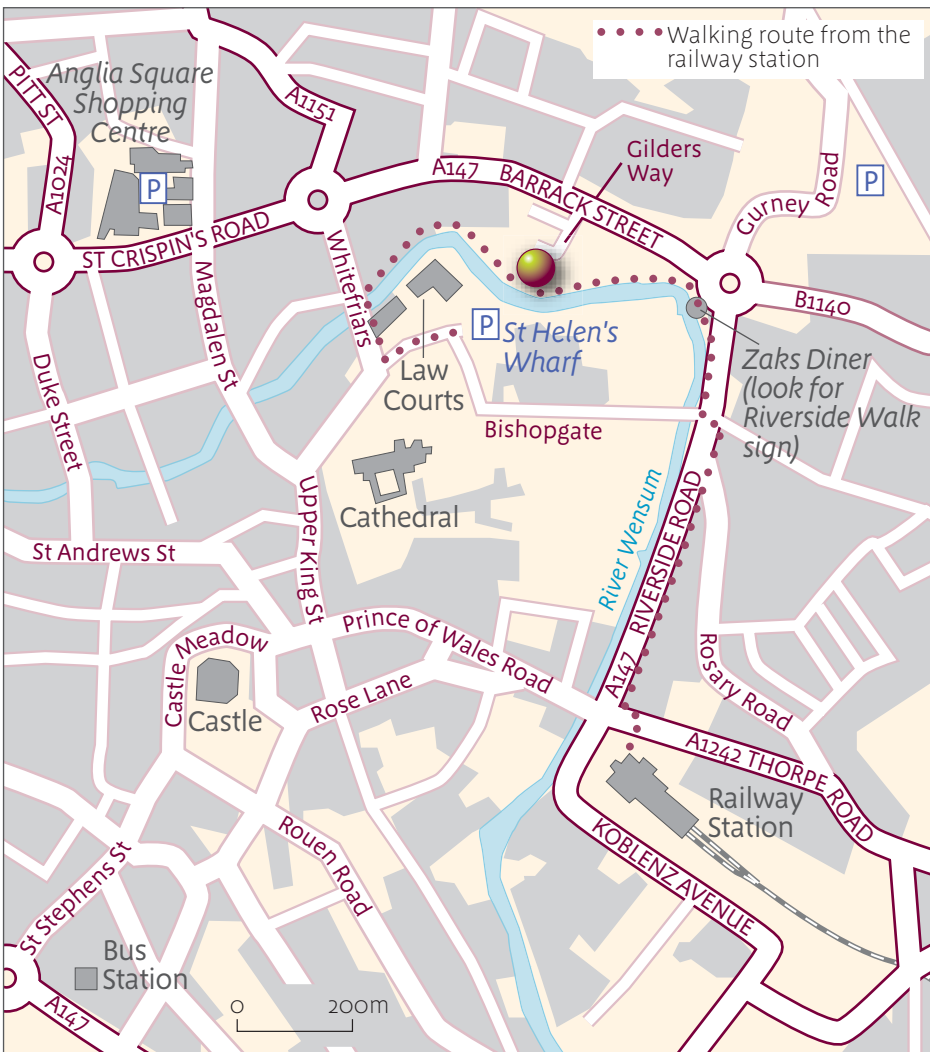 Walking route from the
railway station
PITT ST
Anglia Square
Shopping
Centre
A1151
A1024
P
Gilders
Way
A147
BARRACK STREET
Gurney Road
P
ST CRISPIN'S ROAD
Whitefriars
Magdalen St
B1140
P
St Helen's
Wharf
Law
Courts
Zaks Diner
(look for
Riverside Walk
sign)
Duke Street
Bishopgate
Cathedral
Upper King St
River Wensum
RIVERSIDE ROAD
A147
St Andrews St
Prince of Wales Road
Castle Meadow
Castle
Rose Lane
Rosary Road
A1242 THORPE ROAD
Railway
Station
KOBLENZ AVENUE
Rouen Road
St Stephens St
Bus
Station
A147
0 200m